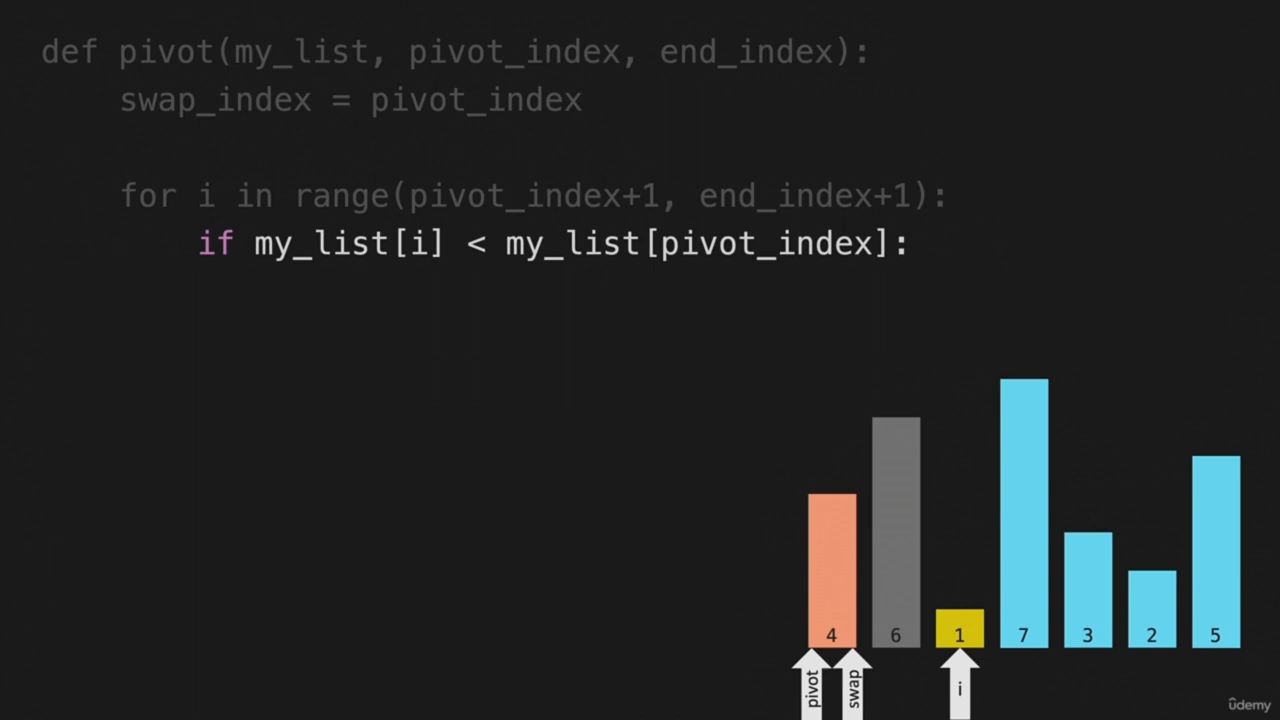 def pivot(my_list, pivot_index, end_index):
    swap_index = pivot_index
    for i in range(pivot_index+1, end_index+1):
        if my_list[i] < my_list[pivot_index]:
4 6 1 7 3 2 5
pivot swap i
ûdemy